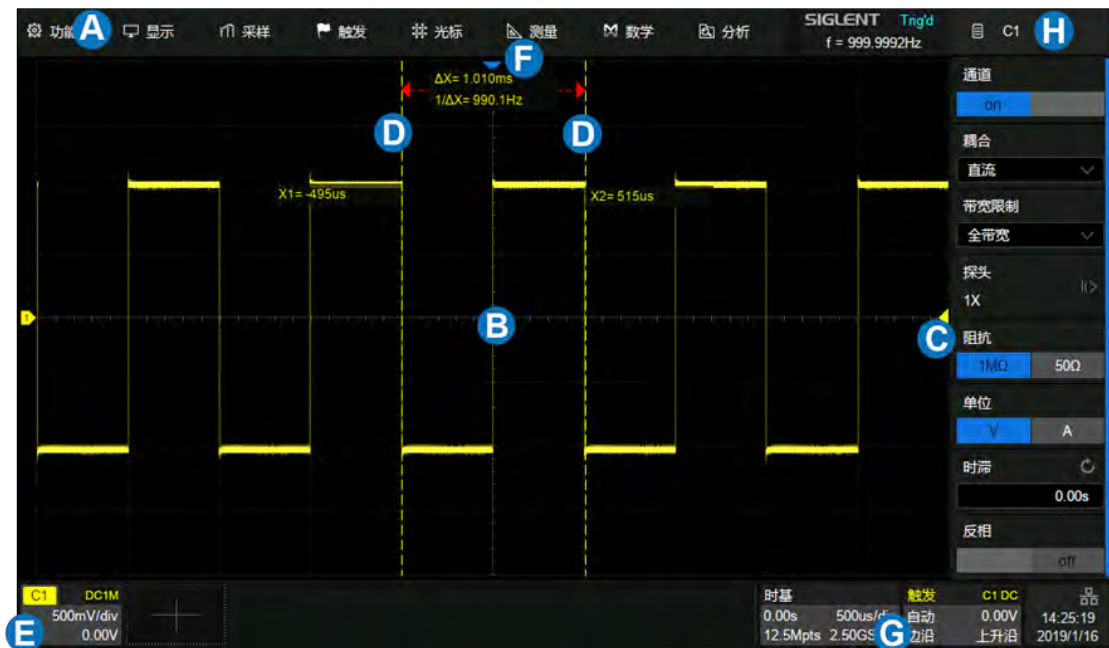 功能 A 显示 采样 触发 光标 测量 数学 分析 SIGLENT Trig'd
f = 999.9992Hz
C1 H
F
ΔX= 1.010ms
1/ΔX= 990.1Hz
D D
X1= -495us
X2= 515us
1
B
C
通道
on
耦合
直流
带宽限制
全带宽
探头
1X
阻抗
1MΩ 50Ω
单位
V A
时滞
0.00s
反相
off
C1 DC1M
500mV/div
0.00V
E
时基
0.00s
12.5Mpts 2.50GS
G
触发 C1 DC
自动 0.00V
边沿 上升沿
14:25:19
2019/1/16